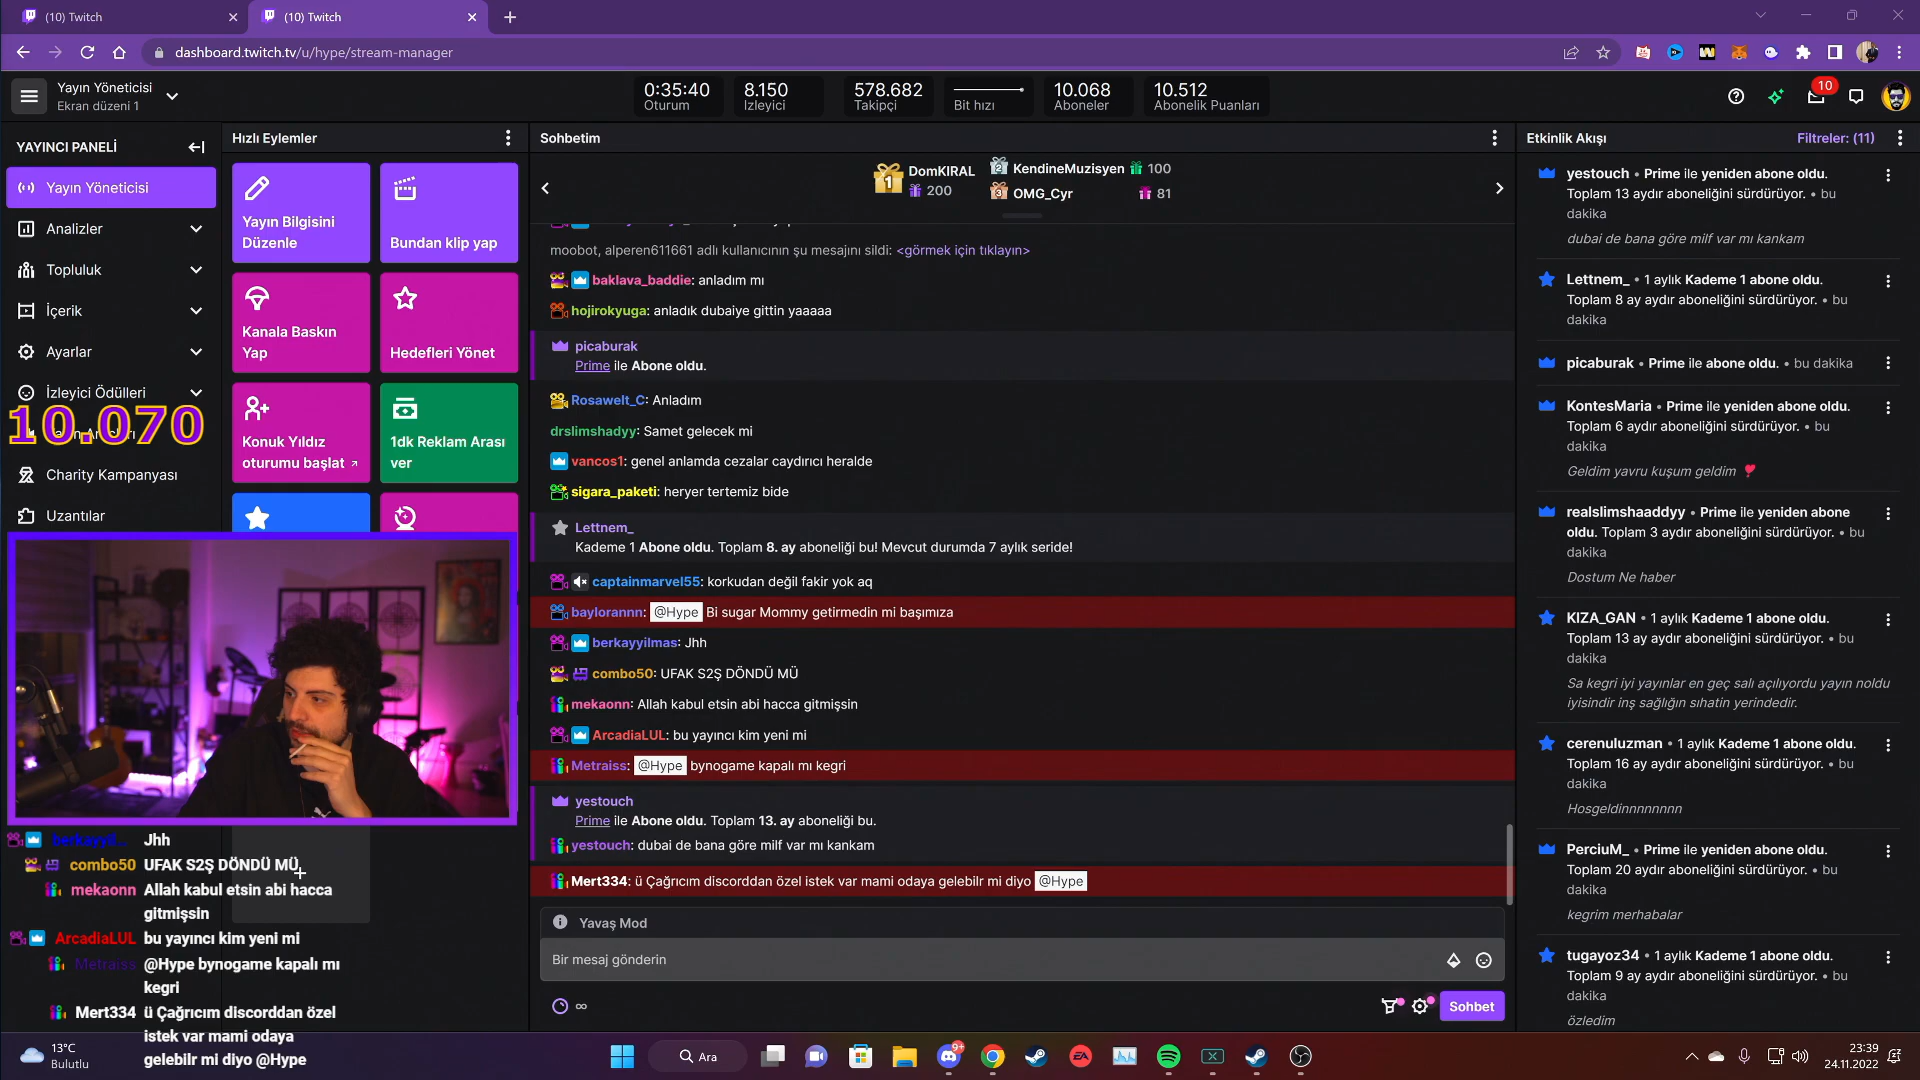 (10) Twitch
(10) Twitch
dashboard.twitch.tv/u/hype/stream-manager
Yayın Yöneticisi
Ekran düzeni 1
0:35:40
Oturum
8.150
İzleyici
578.682
Takipçi
Bit hızı
10.068
Aboneler
10.512
Abonelik Puanları
10
YAYINCI PANELİ
Yayın Yöneticisi
Analizler
Topluluk
İçerik
Ayarlar
İzleyici Ödülleri
10.070
Charity Kampanyası
Uzantılar
Hızlı Eylemler
Yayın Bilgisini
Düzenle
Bundan klip yap
Kanala Baskın
Yap
Hedefleri Yönet
Konuk Yıldız
oturumu başlat
1dk Reklam Arası
ver
Sohbetim
1 DomKIRAL
200
2 KendineMuzisyen 100
3 OMG_Cyr 81
moobot, alperen611661 adlı kullanıcının şu mesajını sildi: <görmek için tıklayın>
baklava_baddie: anladım mı
hojirokyuga: anladık dubaiye gittin yaaaaa
picaburak
Prime ile Abone oldu.
Rosawelt_C: Anladım
drslimshadyy: Samet gelecek mi
vancos1: genel anlamda cezalar caydırıcı heralde
sigara_paketi: heryer tertemiz bide
Lettnem_
Kademe 1 Abone oldu. Toplam 8. ay aboneliği bu! Mevcut durumda 7 aylık seride!
captainmarvel55: korkudan değil fakir yok aq
baylorannn: @Hype Bi sugar Mommy getirmedin mi başımıza
berkayyilmas: Jhh
combo50: UFAK S2Ş DÖNDÜ MÜ
mekaonn: Allah kabul etsin abi hacca gitmişsin
ArcadiaLUL: bu yayıncı kim yeni mi
Metraiss: @Hype bynogame kapalı mı kegri
yestouch
Prime ile Abone oldu. Toplam 13. ay aboneliği bu.
yestouch: dubai de bana göre milf var mı kankam
Mert334: ü Çağrıcım discorddan özel istek var mami odaya gelebilr mi diyo @Hype
Yavaş Mod
Bir mesaj gönderin
∞
Sohbet
Etkinlik Akışı
Filtreler: (11)
yestouch • Prime ile yeniden abone oldu.
Toplam 13 ay aydır aboneliğini sürdürüyor. • bu
dakika
dubai de bana göre milf var mı kankam
Lettnem_ • 1 aylık Kademe 1 abone oldu.
Toplam 8 ay aydır aboneliğini sürdürüyor. • bu
dakika
picaburak • Prime ile abone oldu. • bu dakika
KontesMaria • Prime ile yeniden abone oldu.
Toplam 6 ay aydır aboneliğini sürdürüyor. • bu
dakika
Geldim yavru kuşum geldim
realslimshaaddyy • Prime ile yeniden abone
oldu. Toplam 3 ay aydır aboneliğini sürdürüyor. • bu
dakika
Dostum Ne haber
KIZA_GAN • 1 aylık Kademe 1 abone oldu.
Toplam 13 ay aydır aboneliğini sürdürüyor. • bu
dakika
Sa kegri iyi yayınlar en geç salı açılıyordu yayın noldu
iyisindir inş sağlığın sıhatin yerindedir.
cerenuluzman • 1 aylık Kademe 1 abone oldu.
Toplam 16 ay aydır aboneliğini sürdürüyor. • bu
dakika
Hosgeldinnnnnnn
PerciuM_ • Prime ile yeniden abone oldu.
Toplam 20 ay aydır aboneliğini sürdürüyor. • bu
dakika
kegrim merhabalar
tugayoz34 • 1 aylık Kademe 1 abone oldu.
Toplam 9 ay aydır aboneliğini sürdürüyor. • bu
dakika
özledim
berkayyil... Jhh
combo50 UFAK S2Ş DÖNDÜ MÜ
mekaonn Allah kabul etsin abi hacca
gitmişsin
ArcadiaLUL bu yayıncı kim yeni mi
Metraiss @Hype bynogame kapalı mı
kegri
Mert334 ü Çağrıcım discorddan özel
istek var mami odaya
gelebilr mi diyo @Hype
13°C
Bulutlu
Ara
9+
EA
23:39
24.11.2022